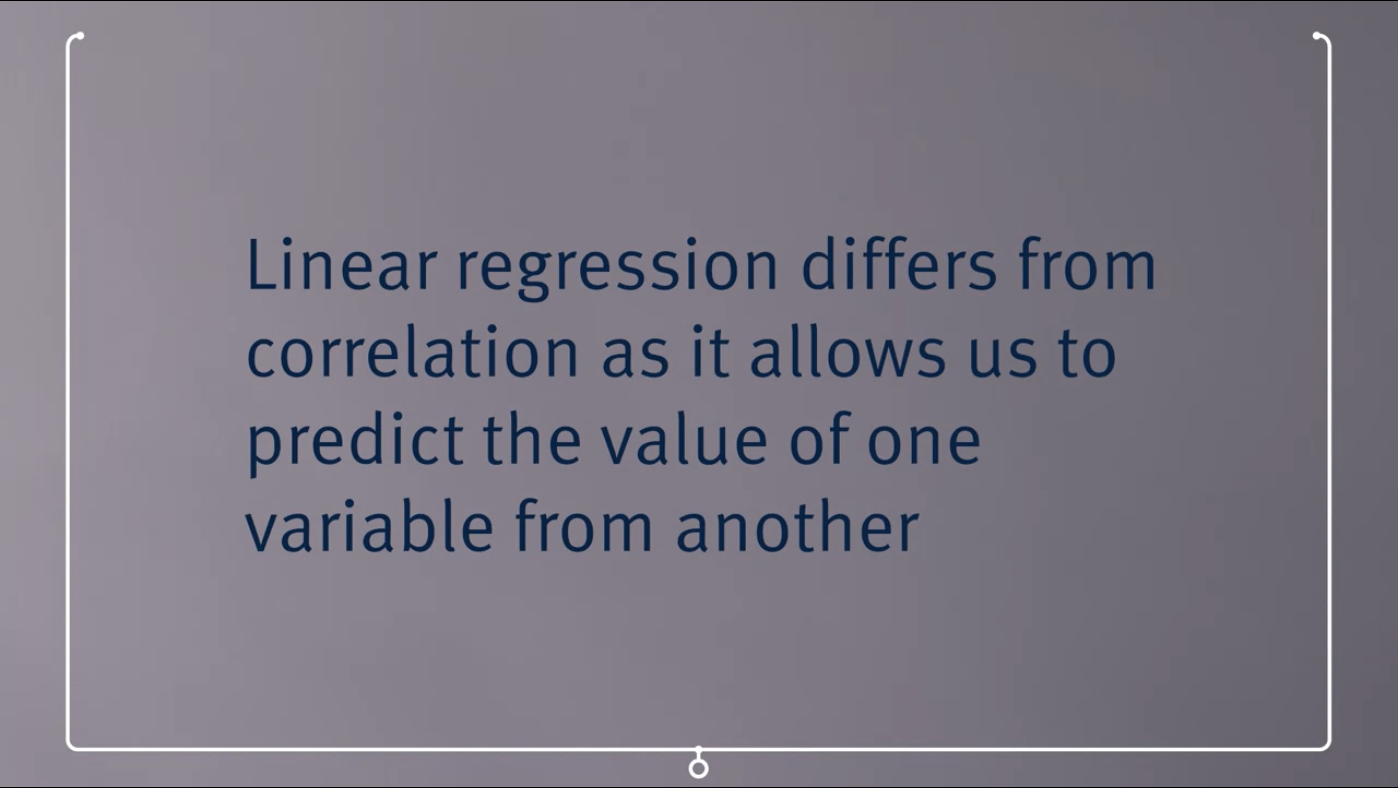 Linear regression differs from
correlation as it allows us to
predict the value of one
variable from another